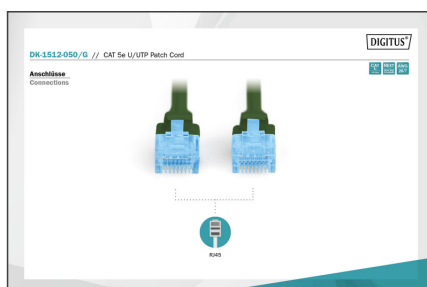 DIGITUS®
DK-1512-050/G // CAT 5e U/UTP Patch Cord
Anschlüsse
Connections
RJ45